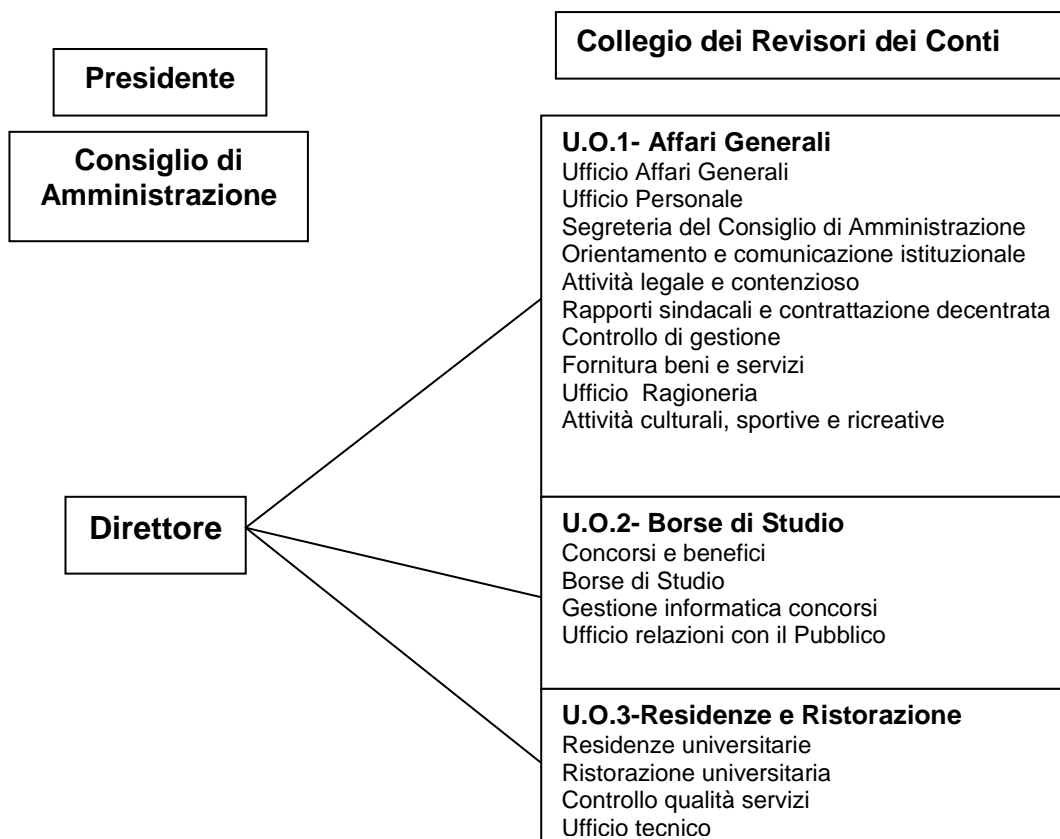 Presidente
Consiglio di
Amministrazione
Direttore
Collegio dei Revisori dei Conti
U.O.1- Affari Generali
Ufficio Affari Generali
Ufficio Personale
Segreteria del Consiglio di Amministrazione
Orientamento e comunicazione istituzionale
Attività legale e contenzioso
Rapporti sindacali e contrattazione decentrata
Controllo di gestione
Fornitura beni e servizi
Ufficio  Ragioneria
Attività culturali, sportive e ricreative
U.O.2- Borse di Studio
Concorsi e benefici
Borse di Studio
Gestione informatica concorsi
Ufficio relazioni con il Pubblico
U.O.3-Residenze e Ristorazione
Residenze universitarie
Ristorazione universitaria
Controllo qualità servizi
Ufficio tecnico